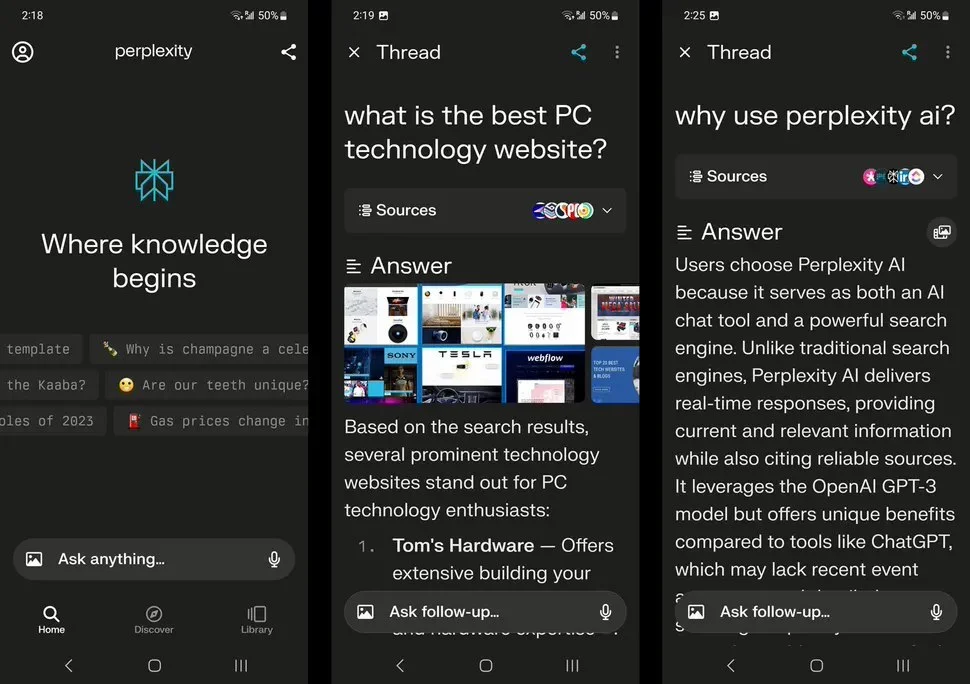 2:18
50%
perplexity
Where knowledge
begins
template
Why is champagne a cele
the Kaaba?
Are our teeth unique?
ples of 2023
Gas prices change in
Ask anything...
Home
Discover
Library
2:19
50%
Thread
what is the best PC
technology website?
Sources
Answer
SONY
TESLA
webflow
TOP 20 BEST
TECH WEBSITES
& BLOGS
Based on the search results,
several prominent technology
websites stand out for PC
technology enthusiasts:
1. Tom's Hardware — Offers
extensive building your
Ask follow-up...
and hardware expertise
2:25
50%
Thread
why use perplexity ai?
Sources
Answer
Users choose Perplexity AI
because it serves as both an AI
chat tool and a powerful search
engine. Unlike traditional search
engines, Perplexity AI delivers
real-time responses, providing
current and relevant information
while also citing reliable sources.
It leverages the OpenAI GPT-3
model but offers unique benefits
compared to tools like ChatGPT,
which may lack recent event
Ask follow-up...